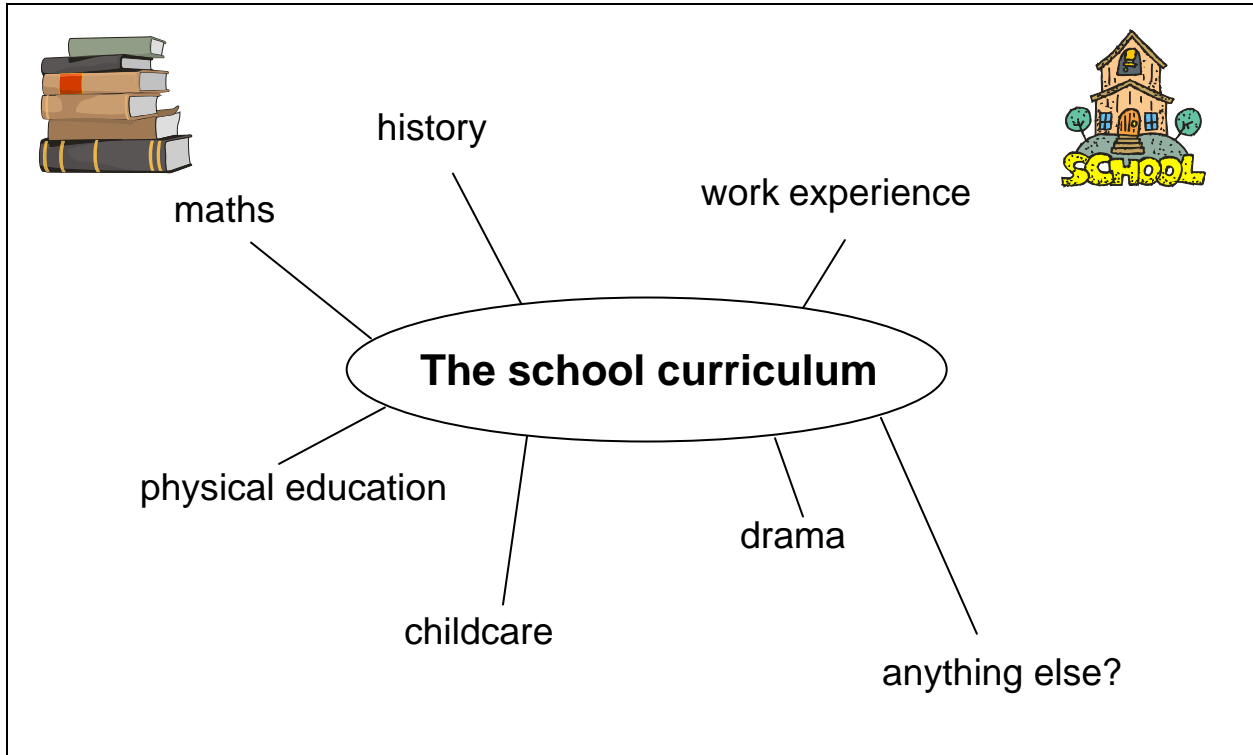 history
work experience
SCHOOL
maths
The school curriculum
physical education
drama
childcare
anything else?